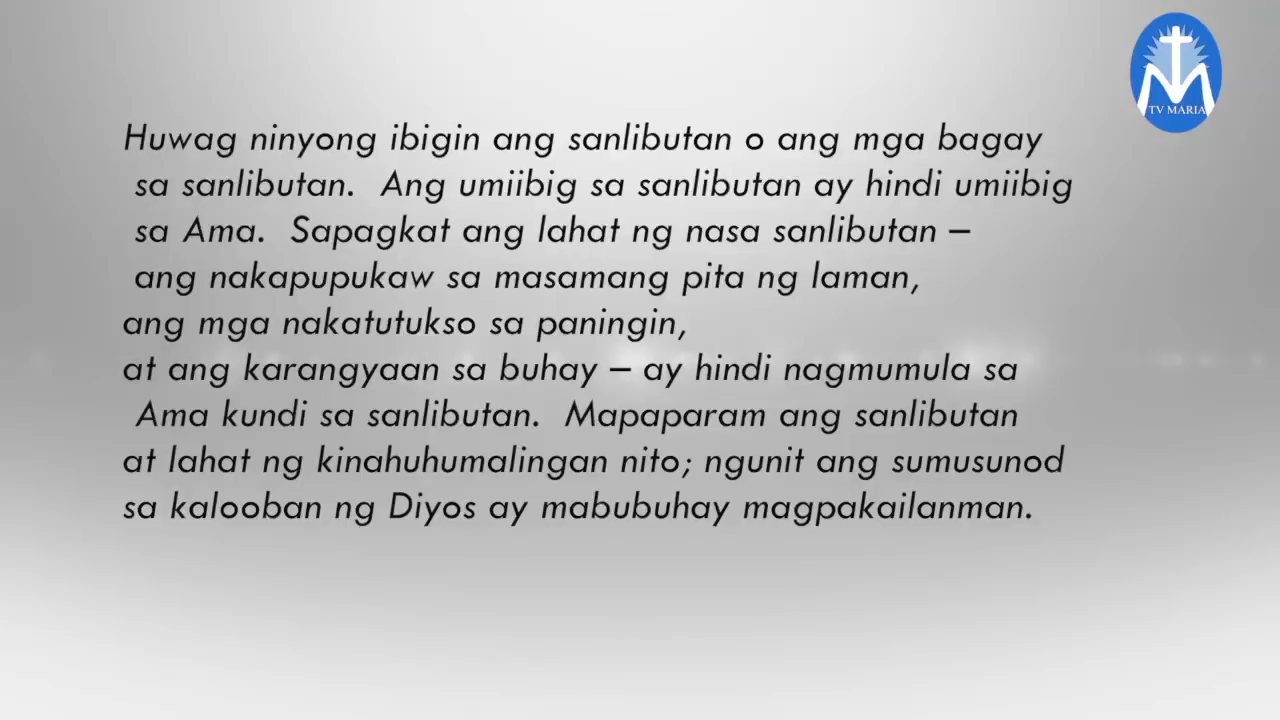 TV MARIA
Huwag ninyong ibigin ang sanlibutan o ang mga bagay
sa sanlibutan. Ang umiibig sa sanlibutan ay hindi umiibig
sa Ama. Sapagkat ang lahat ng nasa sanlibutan –
ang nakapupukaw sa masamang pita ng laman,
ang mga nakatutukso sa paningin,
at ang karangyaan sa buhay – ay hindi nagmumula sa
Ama kundi sa sanlibutan. Mapaparam ang sanlibutan
at lahat ng kinahuhumalingan nito; ngunit ang sumusunod
sa kalooban ng Diyos ay mabubuhay magpakailanman.